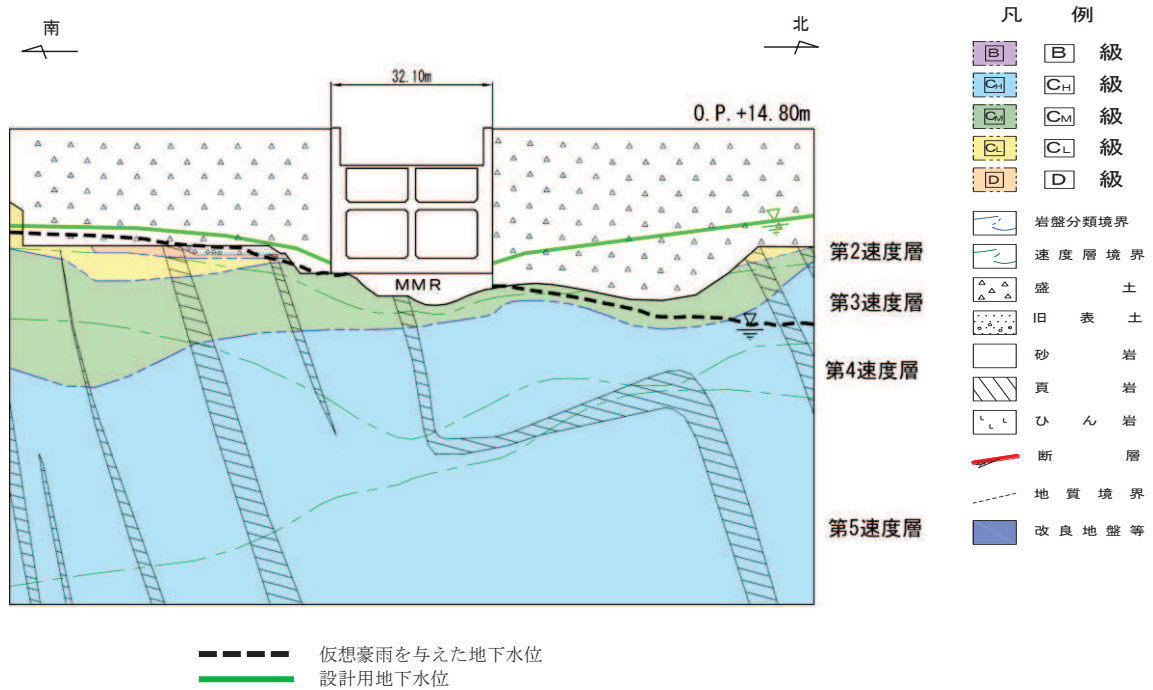 南
北
32.10m
O.P.+14.80m
MMR
第2速度層
第3速度層
第4速度層
第5速度層
仮想豪雨を与えた地下水位
設計用地下水位
凡 例
B B 級
CH CH 級
CM CM 級
CL CL 級
D D 級
岩盤分類境界
速度層境界
盛 土
旧 表 土
砂 岩
頁 岩
ひ ん 岩
断 層
地 質 境 界
改 良 地 盤 等